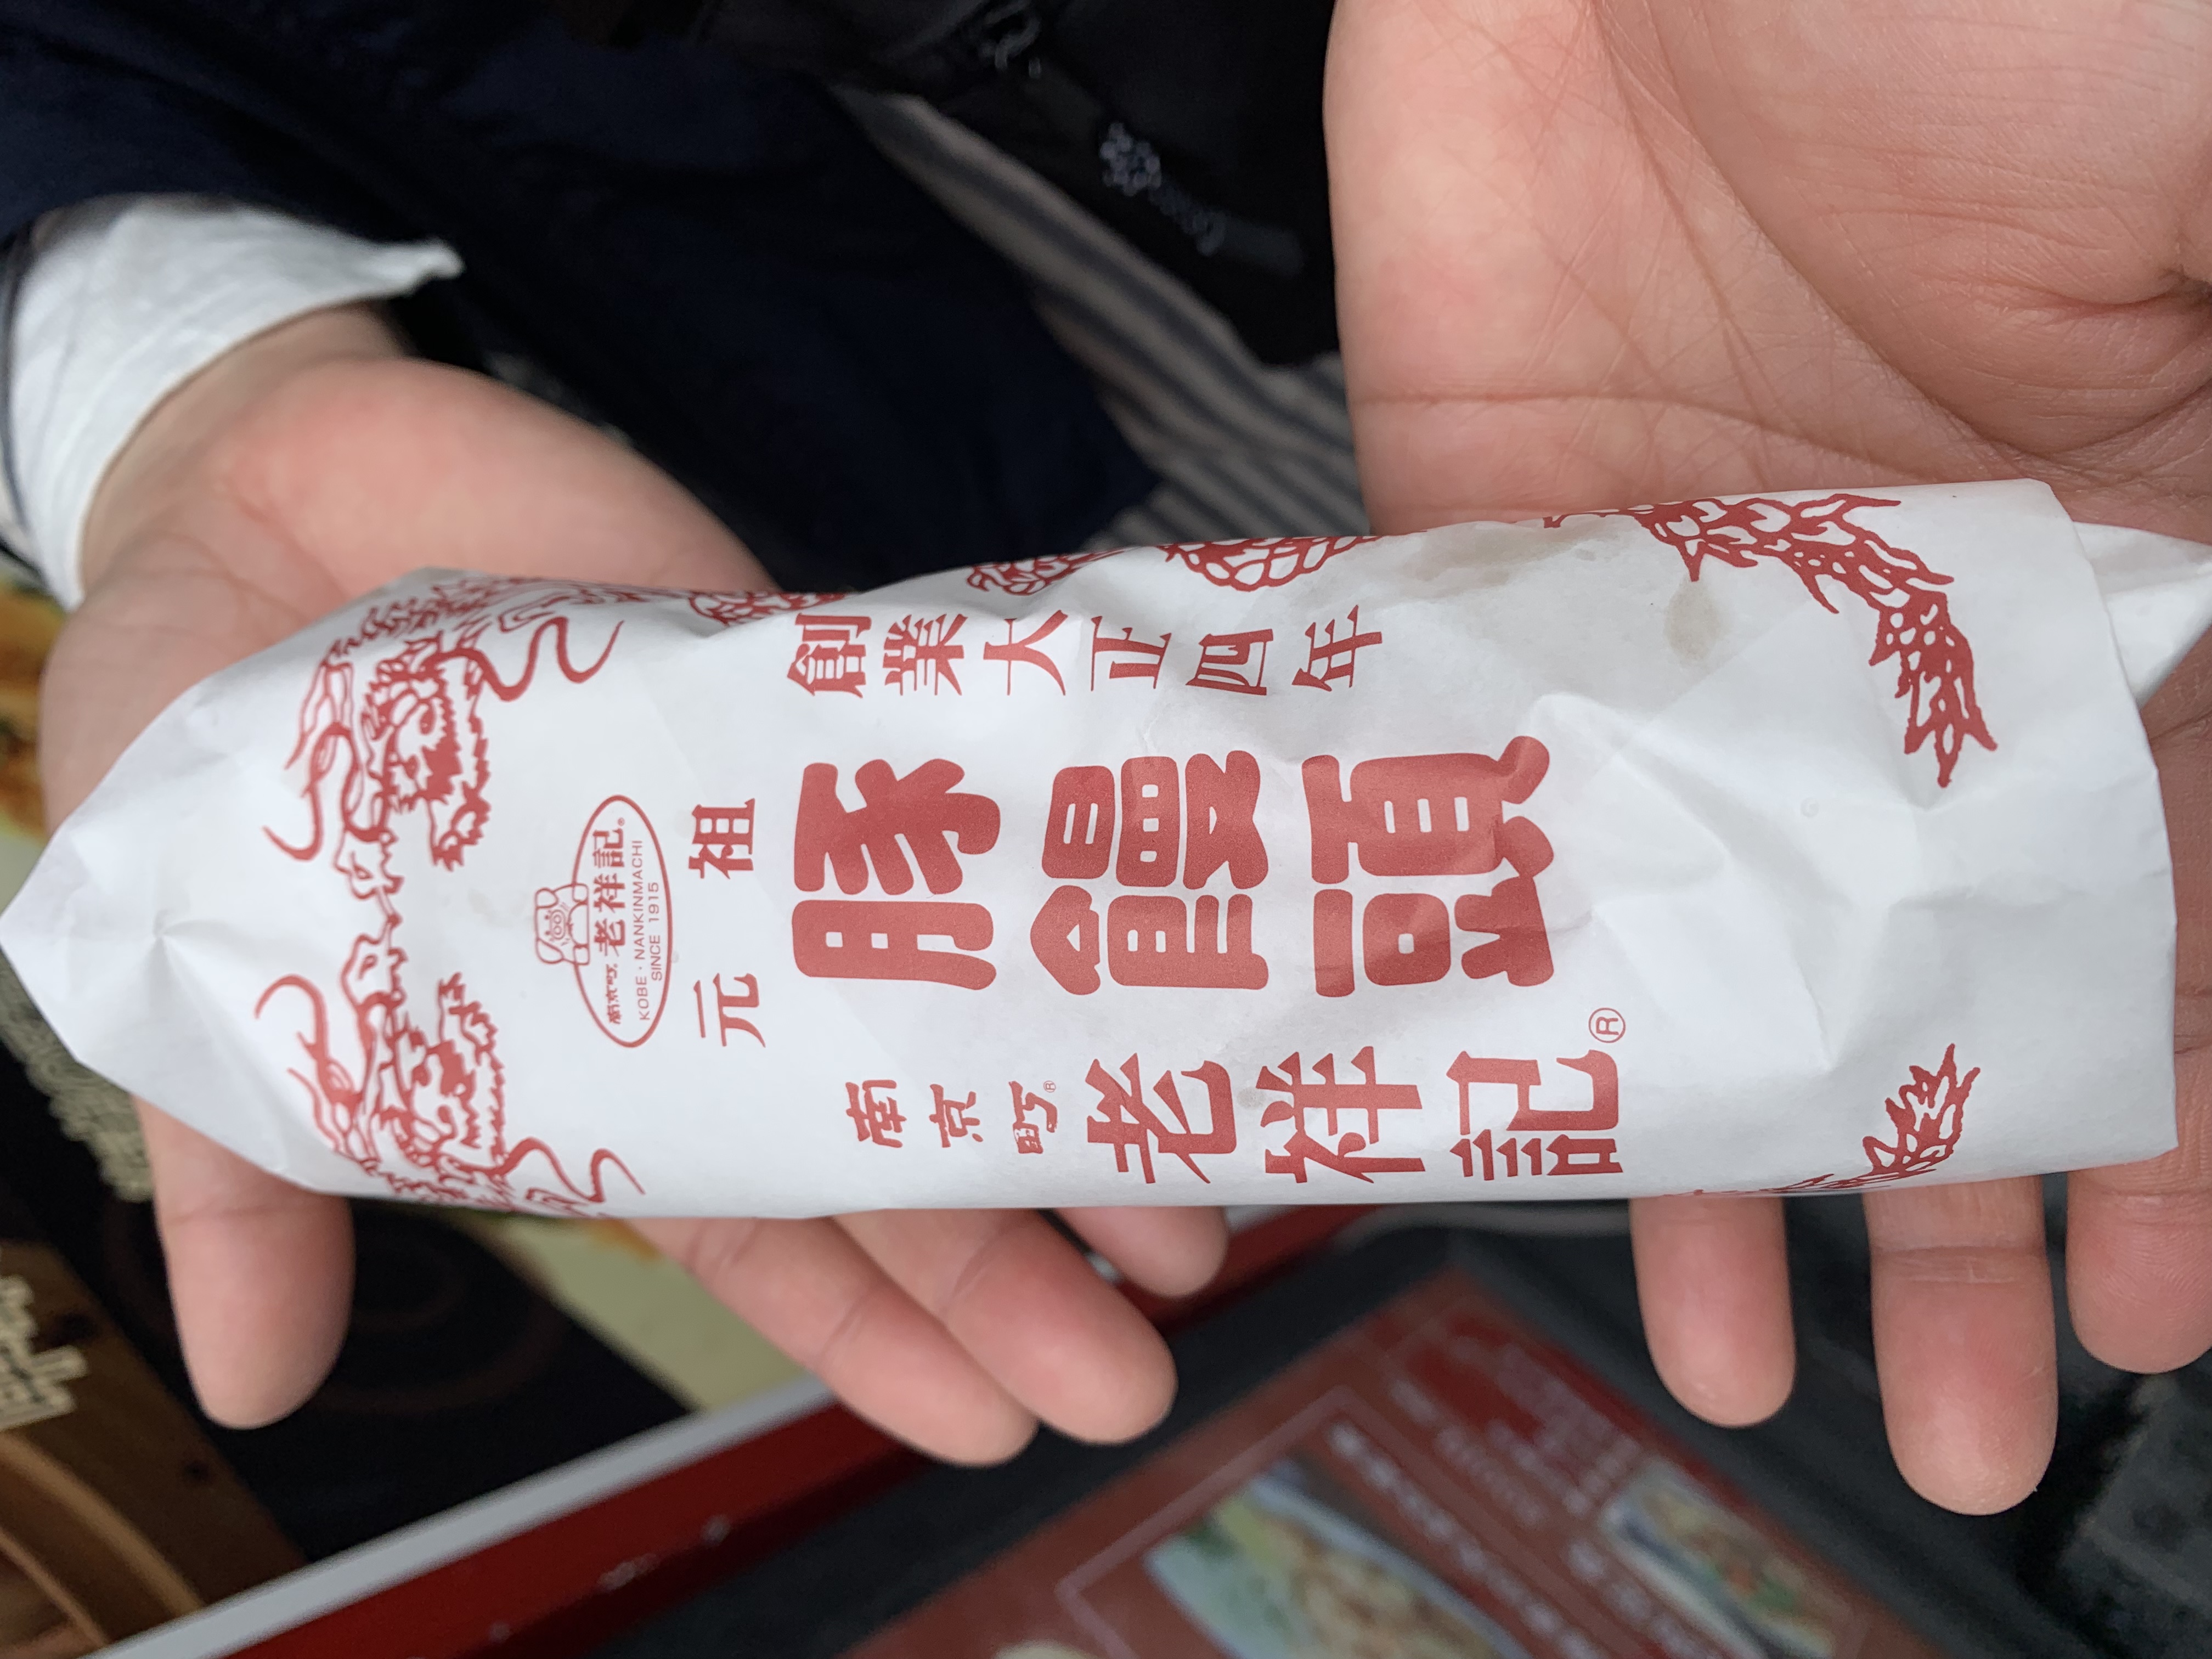 南京町 老祥記®
KOBE・NANKINMACHI
SINCE 1915
元祖
創業大正四年
豚饅頭
南京町® 老祥記®